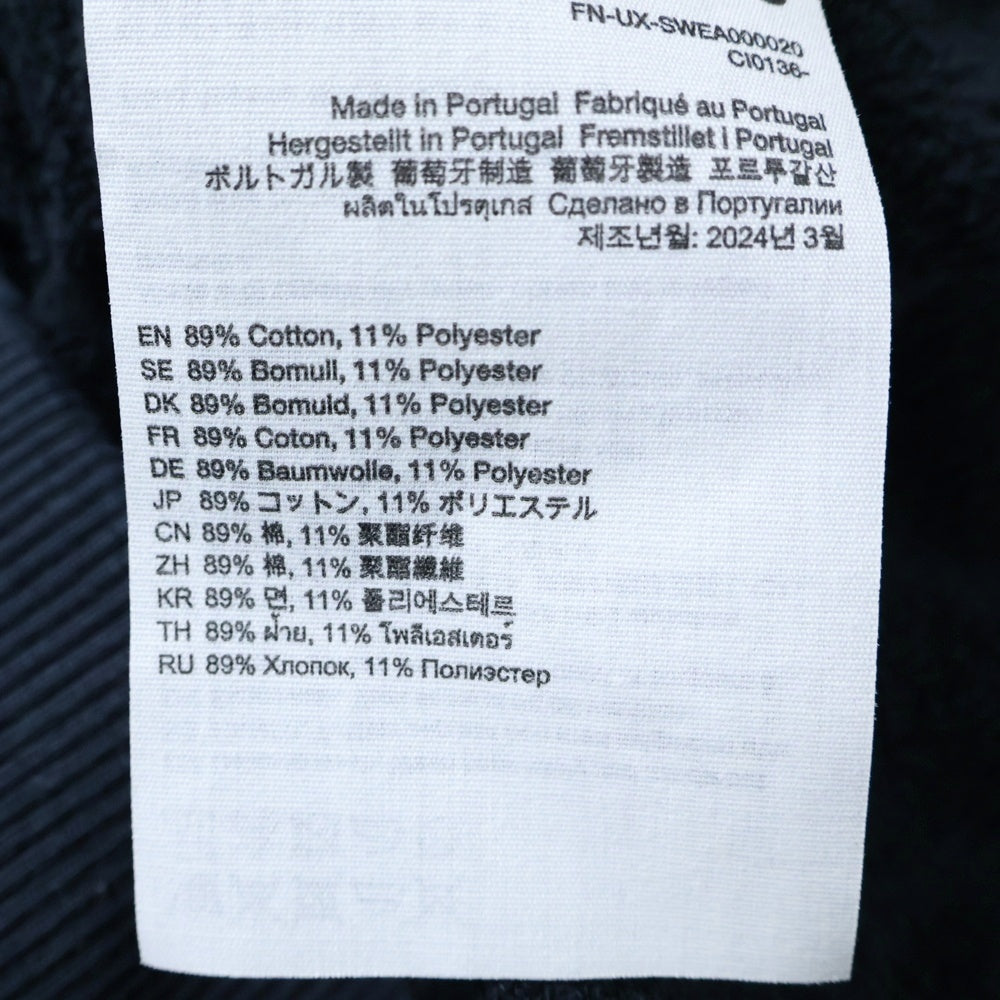 FN-UX-SWEA000020
CI0136-
Made in Portugal Fabriqué au Portugal
Hergestellt in Portugal Fremstillet i Portugal
ポルトガル製 葡萄牙制造 葡萄牙製造 포르투갈산
ผลิตในโปรตุเกส Сделано в Португалии
제조년월: 2024년 3월
EN 89% Cotton, 11% Polyester
SE 89% Bomull, 11% Polyester
DK 89% Bomuld, 11% Polyester
FR 89% Coton, 11% Polyester
DE 89% Baumwolle, 11% Polyester
JP 89% コットン, 11% ポリエステル
CN 89% 棉, 11% 聚酯纤维
ZH 89% 棉, 11% 聚酯纖維
KR 89% 면, 11% 폴리에스테르
TH 89% ฝ้าย, 11% โพลีเอสเตอร์
RU 89% Хлопок, 11% Полиэстер